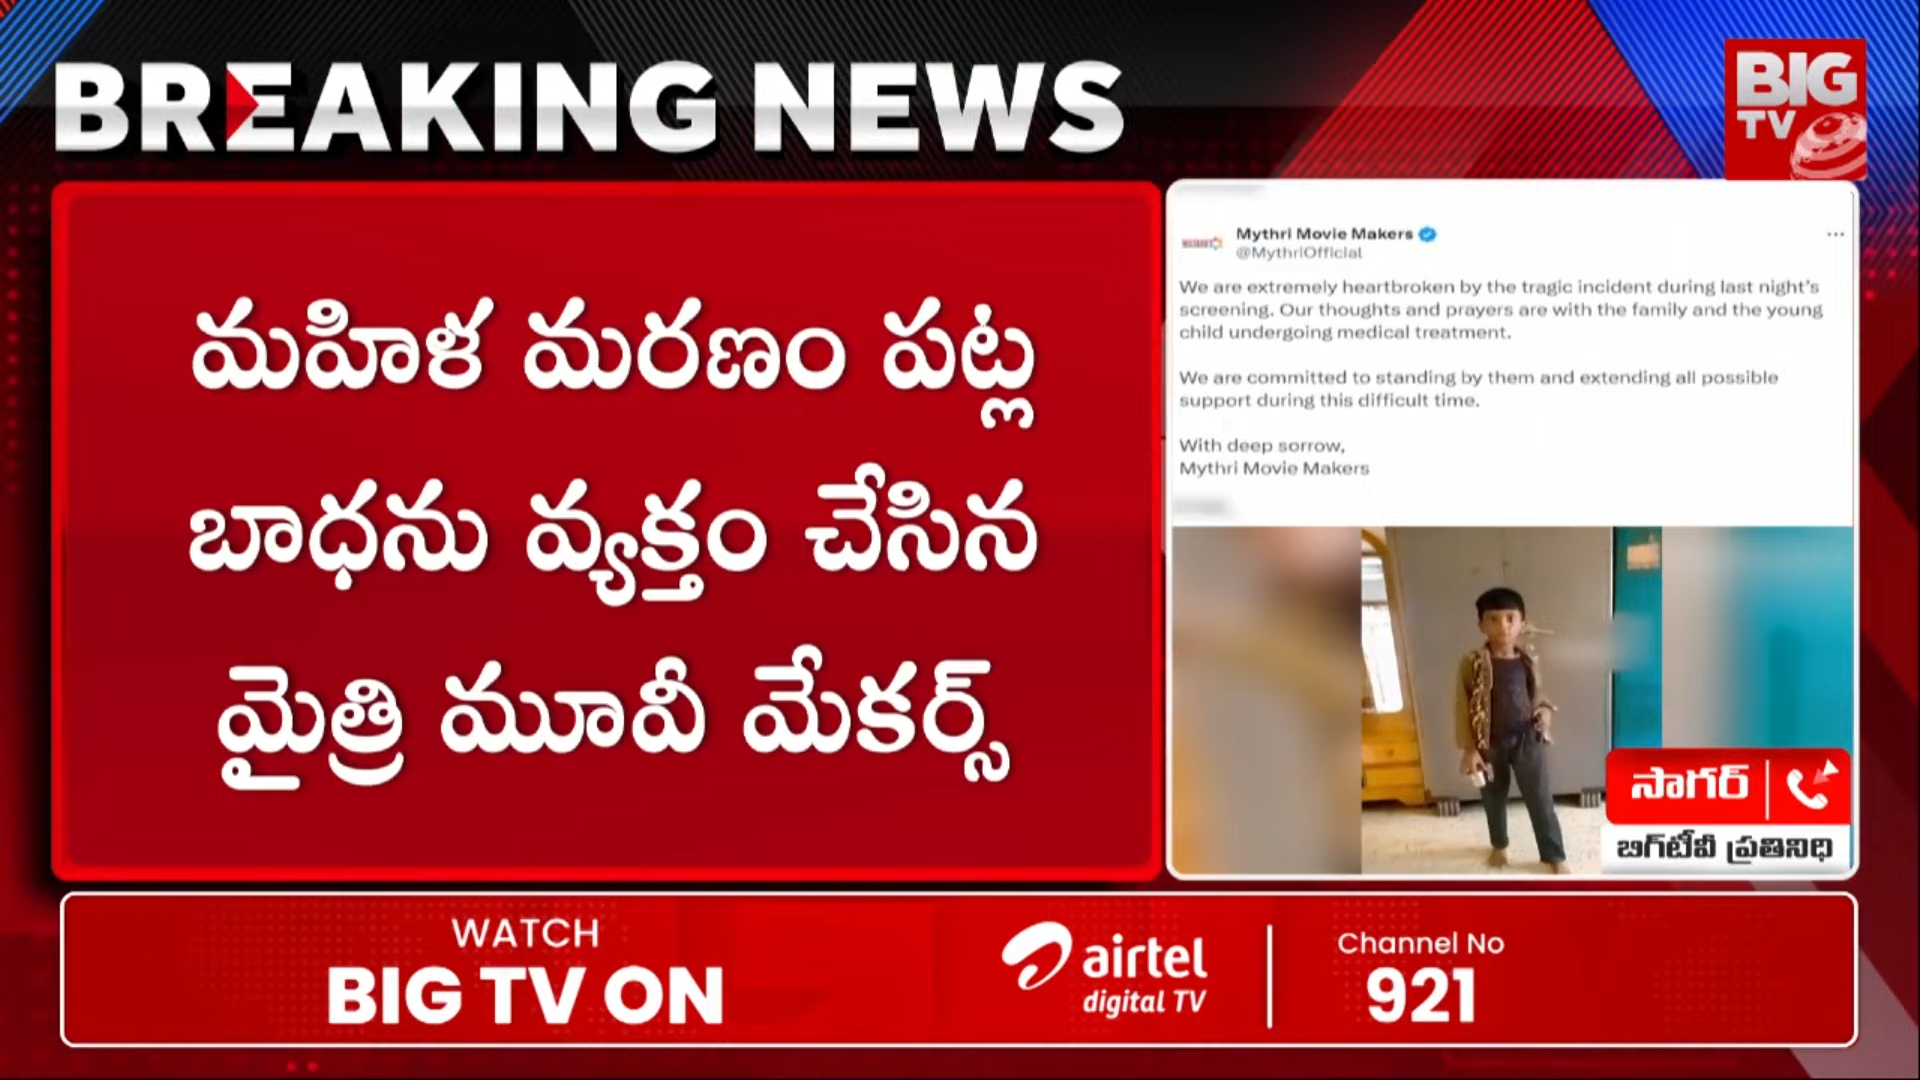 BREAKING NEWS
BIG
TV
మహిళ మరణం పట్ల
బాధను వ్యక్తం చేసిన
మైత్రి మూవీ మేకర్స్
Mythri Movie Makers
@MythriOfficial
We are extremely heartbroken by the tragic incident during last night's
screening. Our thoughts and prayers are with the family and the young
child undergoing medical treatment.
We are committed to standing by them and extending all possible
support during this difficult time.
With deep sorrow,
Mythri Movie Makers
సాగర్
బిగ్‌టీవీ ప్రతినిధి
WATCH
BIG TV ON
airtel
digital TV
Channel No
921